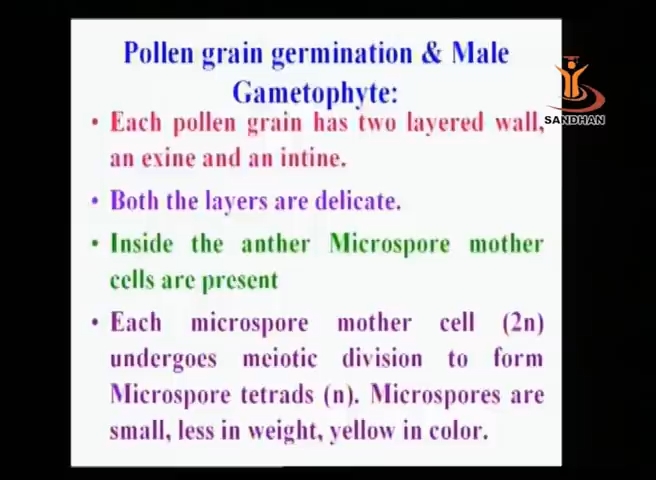 Pollen grain germination & Male
Gametophyte:
• Each pollen grain has two layered wall,
an exine and an intine.
• Both the layers are delicate.
• Inside the anther Microspore mother
cells are present
• Each microspore mother cell (2n)
undergoes meiotic division to form
Microspore tetrads (n). Microspores are
small, less in weight, yellow in color.
SANDHAN